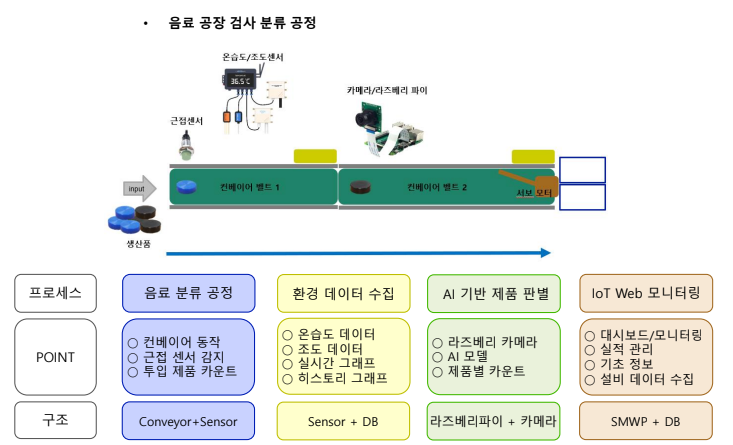 • 음료 공장 검사 분류 공정
온습도/조도센서
36.5℃
카메라/라즈베리 파이
근접센서
input
컨베이어 벨트 1
컨베이어 벨트 2
서보 모터
생산품
프로세스
음료 분류 공정
환경 데이터 수집
AI 기반 제품 판별
IoT Web 모니터링
POINT
○ 컨베이어 동작
○ 근접 센서 감지
○ 투입 제품 카운트
○ 온습도 데이터
○ 조도 데이터
○ 실시간 그래프
○ 히스토리 그래프
○ 라즈베리 카메라
○ AI 모델
○ 제품별 카운트
○ 대시보드/모니터링
○ 실적 관리
○ 기초 정보
○ 설비 데이터 수집
구조
Conveyor+Sensor
Sensor + DB
라즈베리파이 + 카메라
SMWP + DB